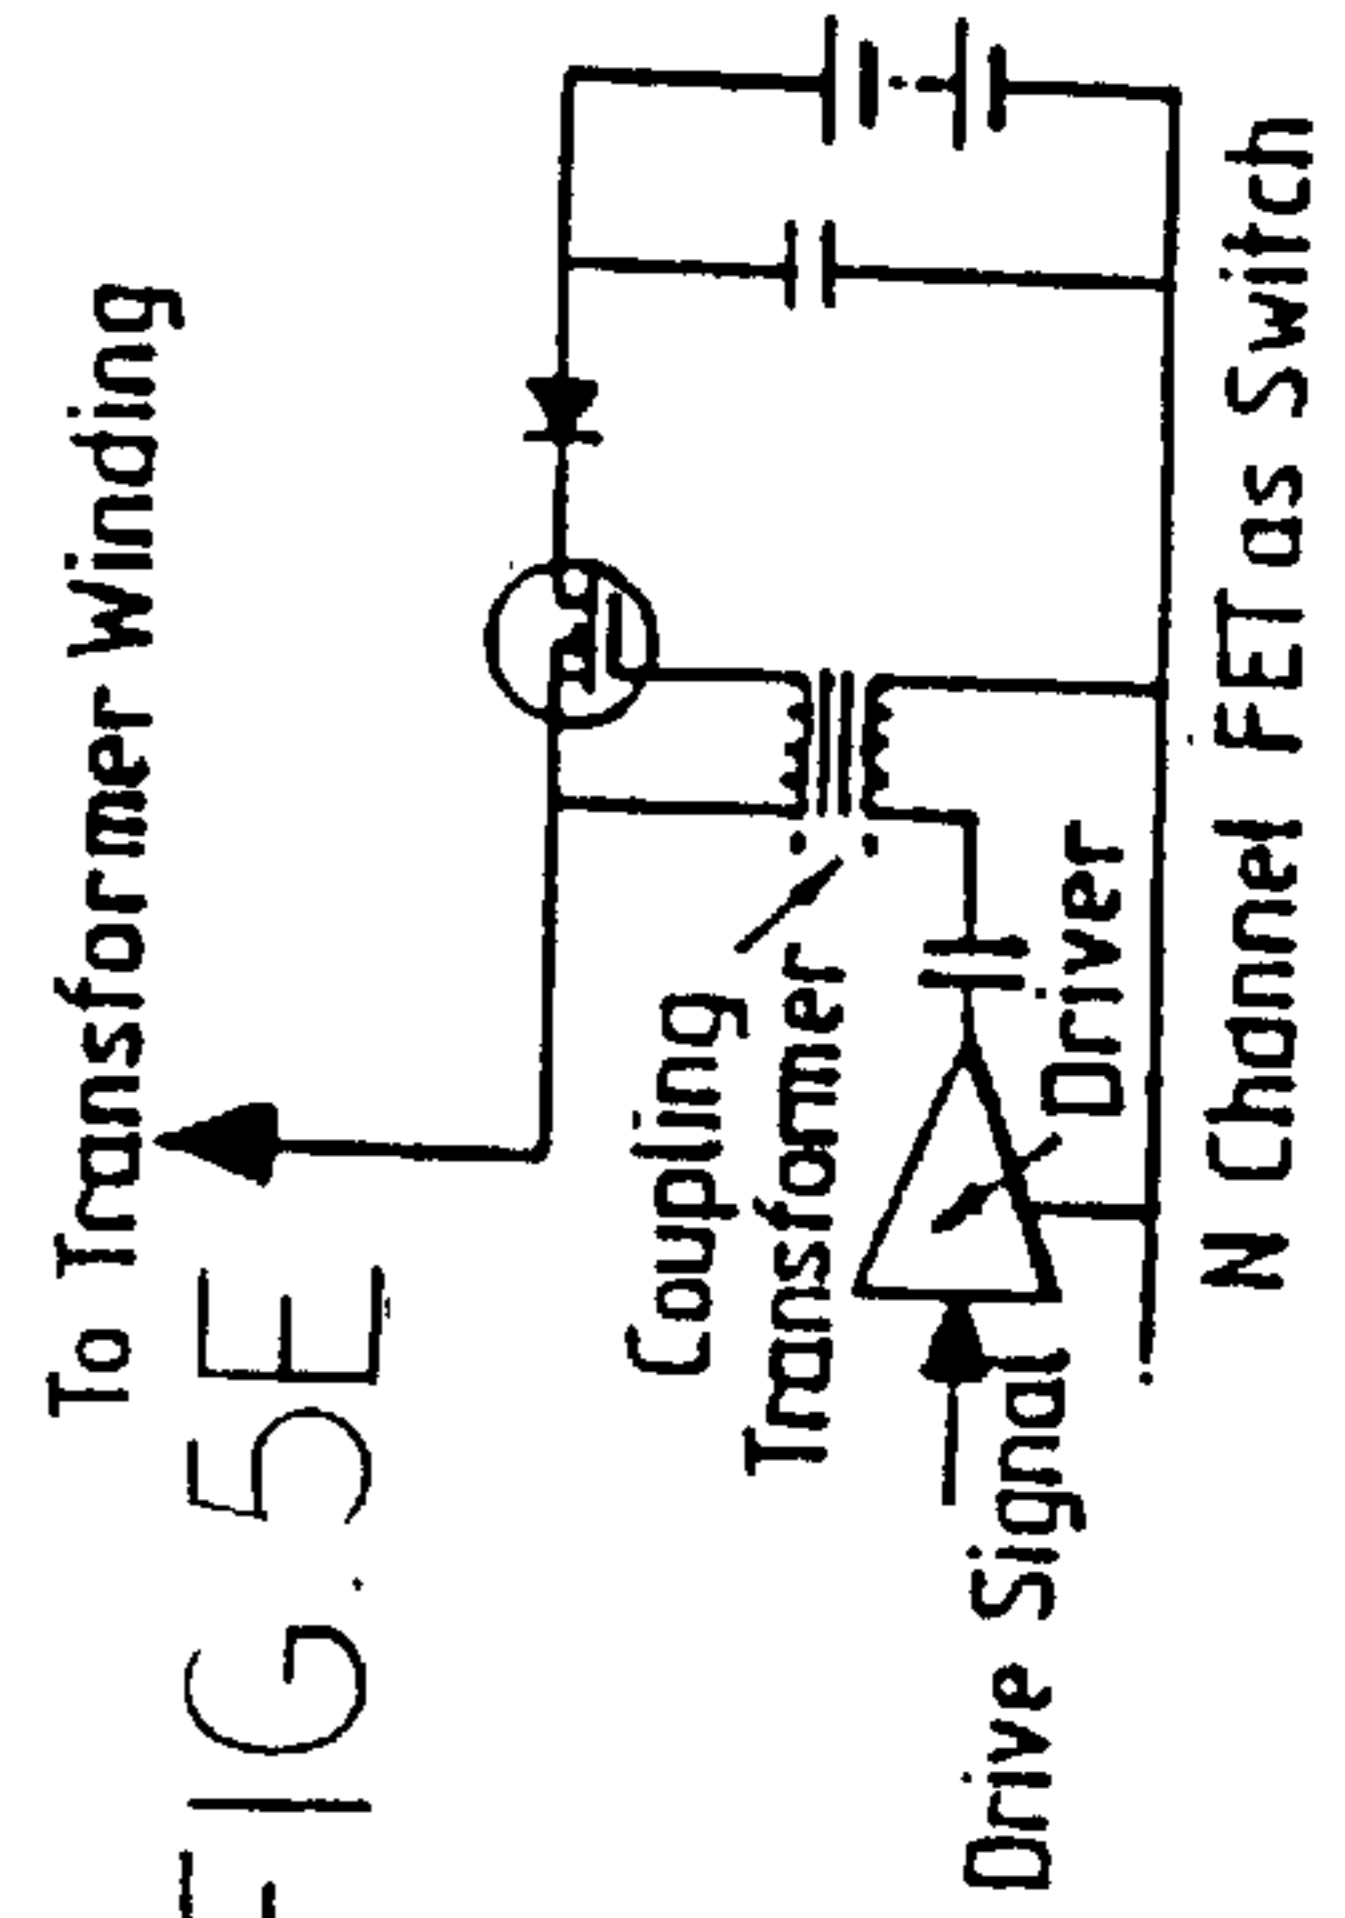 To Transformer Winding
FIG.5E
Coupling
Transformer
Driver
Drive Signal
N Channel FET as Switch